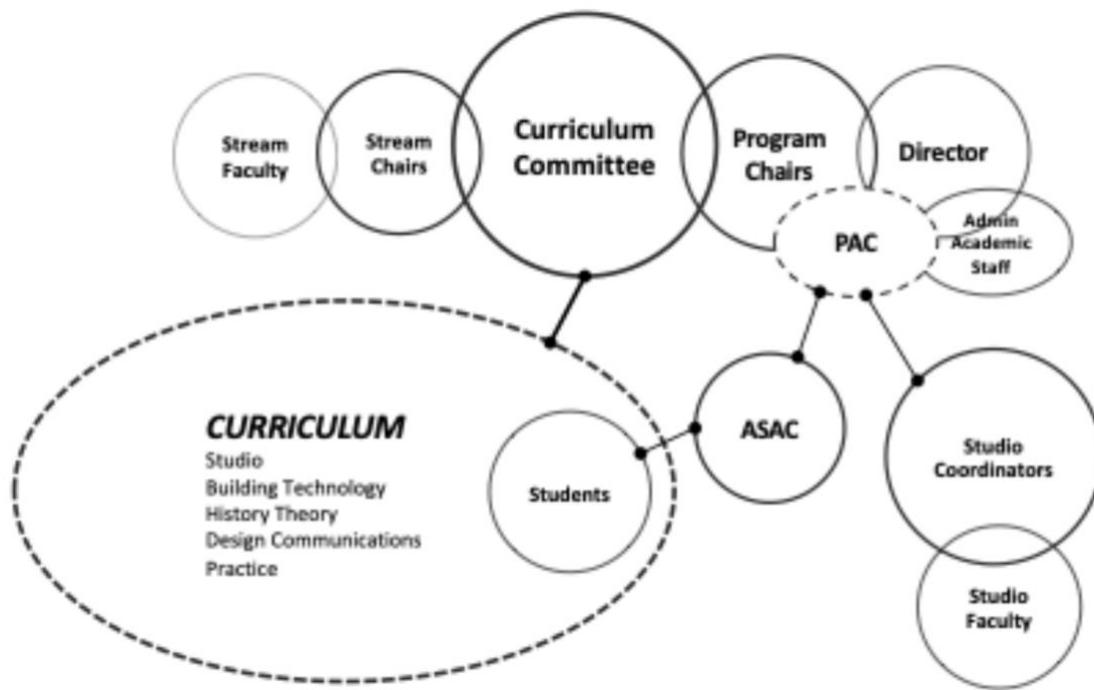 Stream
Faculty
Stream
Chairs
Curriculum
Committee
Program
Chairs
Director
PAC
Admin
Academic
Staff
CURRICULUM
Studio
Building Technology
History Theory
Design Communications
Practice
Students
ASAC
Studio
Coordinators
Studio
Faculty